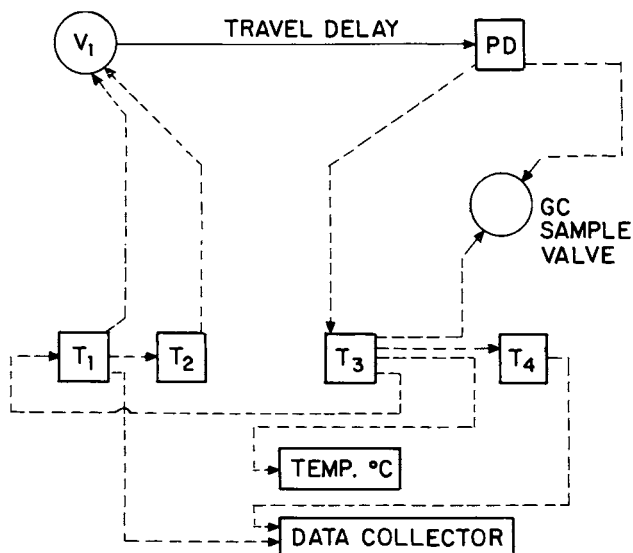 V₁
TRAVEL DELAY
PD
GC
SAMPLE
VALVE
T₁
T₂
T₃
T₄
TEMP. °C
DATA COLLECTOR